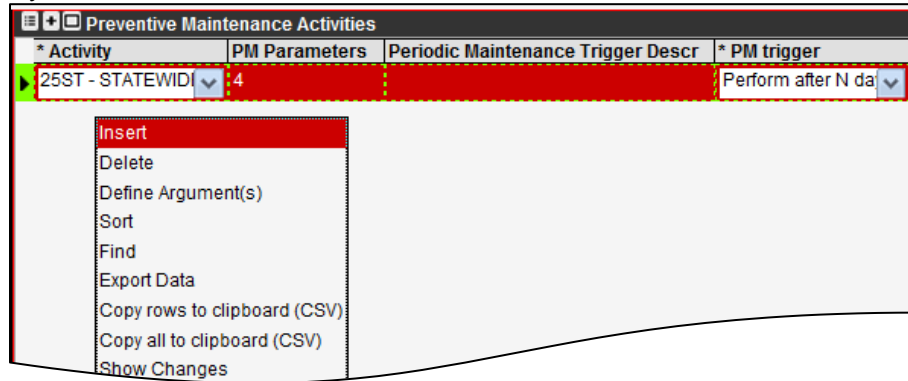 Preventive Maintenance Activities
* Activity PM Parameters Periodic Maintenance Trigger Descr * PM trigger
25ST - STATEWID 4 Perform after N da
Insert
Delete
Define Argument(s)
Sort
Find
Export Data
Copy rows to clipboard (CSV)
Copy all to clipboard (CSV)
Show Changes